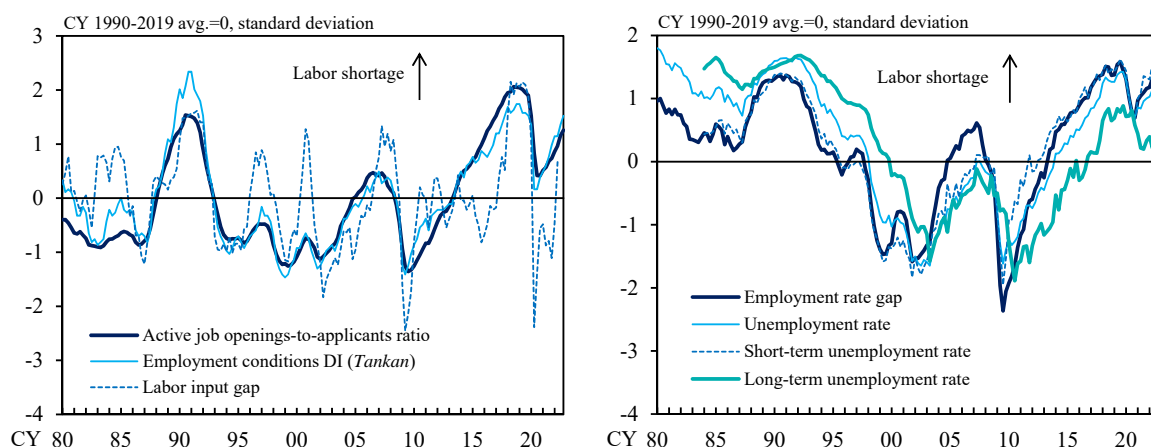 CY 1990-2019 avg.=0, standard deviation
3
2
1
0
-1
-2
-3
-4
Labor shortage
Active job openings-to-applicants ratio
Employment conditions DI (Tankan)
Labor input gap
CY 80 85 90 95 00 05 10 15 20
CY 1990-2019 avg.=0, standard deviation
2
1
0
-1
-2
-3
-4
Labor shortage
Employment rate gap
Unemployment rate
Short-term unemployment rate
Long-term unemployment rate
CY 80 85 90 95 00 05 10 15 20